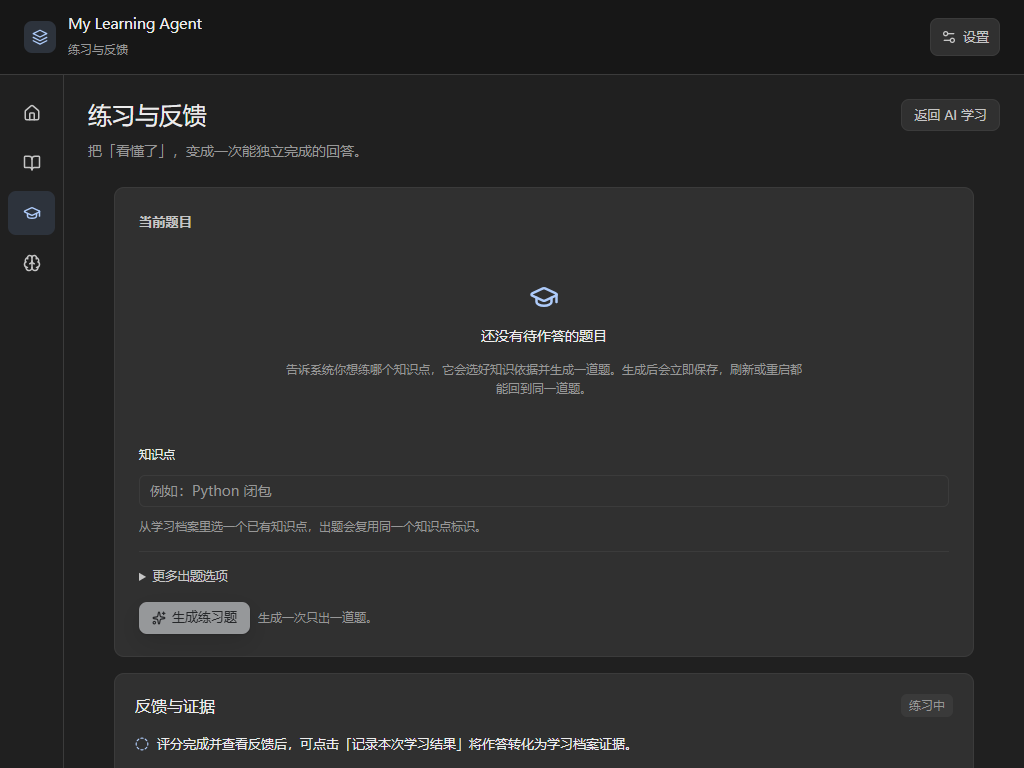 My Learning Agent
练习与反馈
设置
练习与反馈
返回 AI 学习
把「看懂了」，变成一次能独立完成的回答。
当前题目
还没有待作答的题目
告诉系统你想练哪个知识点，它会选好知识依据并生成一道题。生成后会立即保存，刷新或重启都
能回到同一道题。
知识点
例如：Python 闭包
从学习档案里选一个已有知识点，出题会复用同一个知识点标识。
更多出题选项
生成练习题
生成一次只出一道题。
反馈与证据
练习中
评分完成并查看反馈后，可点击「记录本次学习结果」将作答转化为学习档案证据。